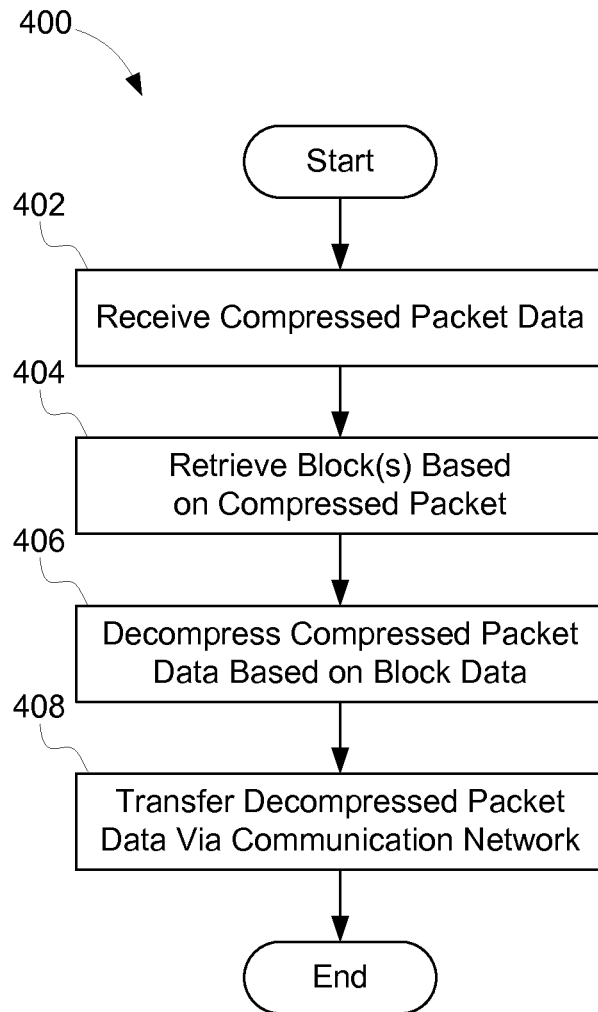 400
Start
402
Receive Compressed Packet Data
404
Retrieve Block(s) Based
on Compressed Packet
406
Decompress Compressed Packet
Data Based on Block Data
408
Transfer Decompressed Packet
Data Via Communication Network
End